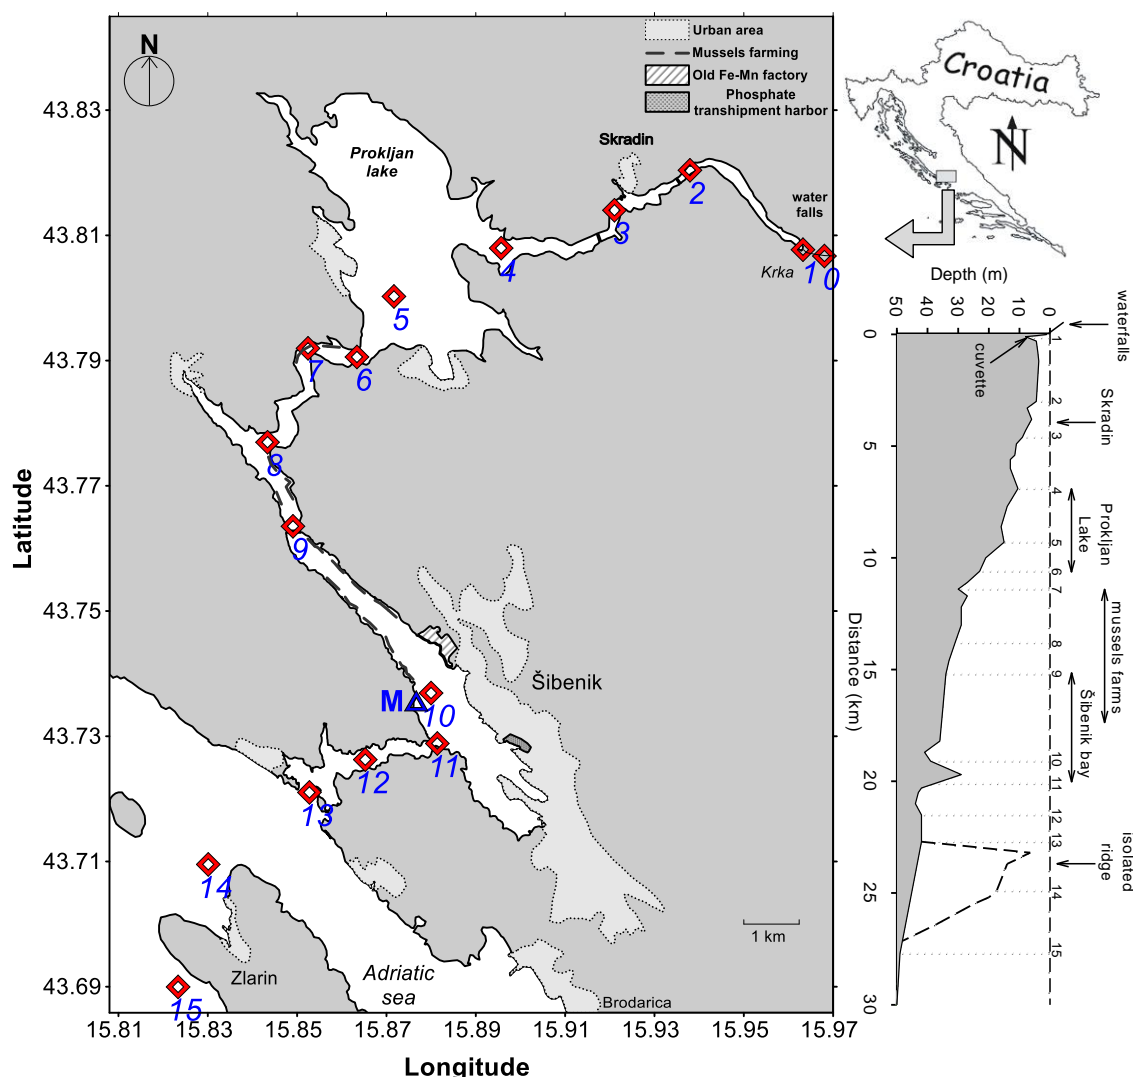 N
Urban area
Mussels farming
Old Fe-Mn factory
Phosphate
transhipment harbor
Prokljan
lake
Skradin
water
falls
Krka
0
1
2
3
4
5
6
7
8
9
10
11
12
13
14
15
M
Šibenik
Zlarin
Adriatic
sea
Brodarica
1 km
43.83
43.81
43.79
43.77
43.75
43.73
43.71
43.69
Latitude
15.81
15.83
15.85
15.87
15.89
15.91
15.93
15.95
15.97
Longitude
Croatia
N
Depth (m)
50
40
30
20
10
0
0
5
10
15
20
25
30
Distance (km)
cuvette
1
2
3
4
5
6
7
8
9
10
11
12
13
14
15
waterfalls
Skradin
Prokljan
Lake
mussels farms
Šibenik bay
isolated
ridge